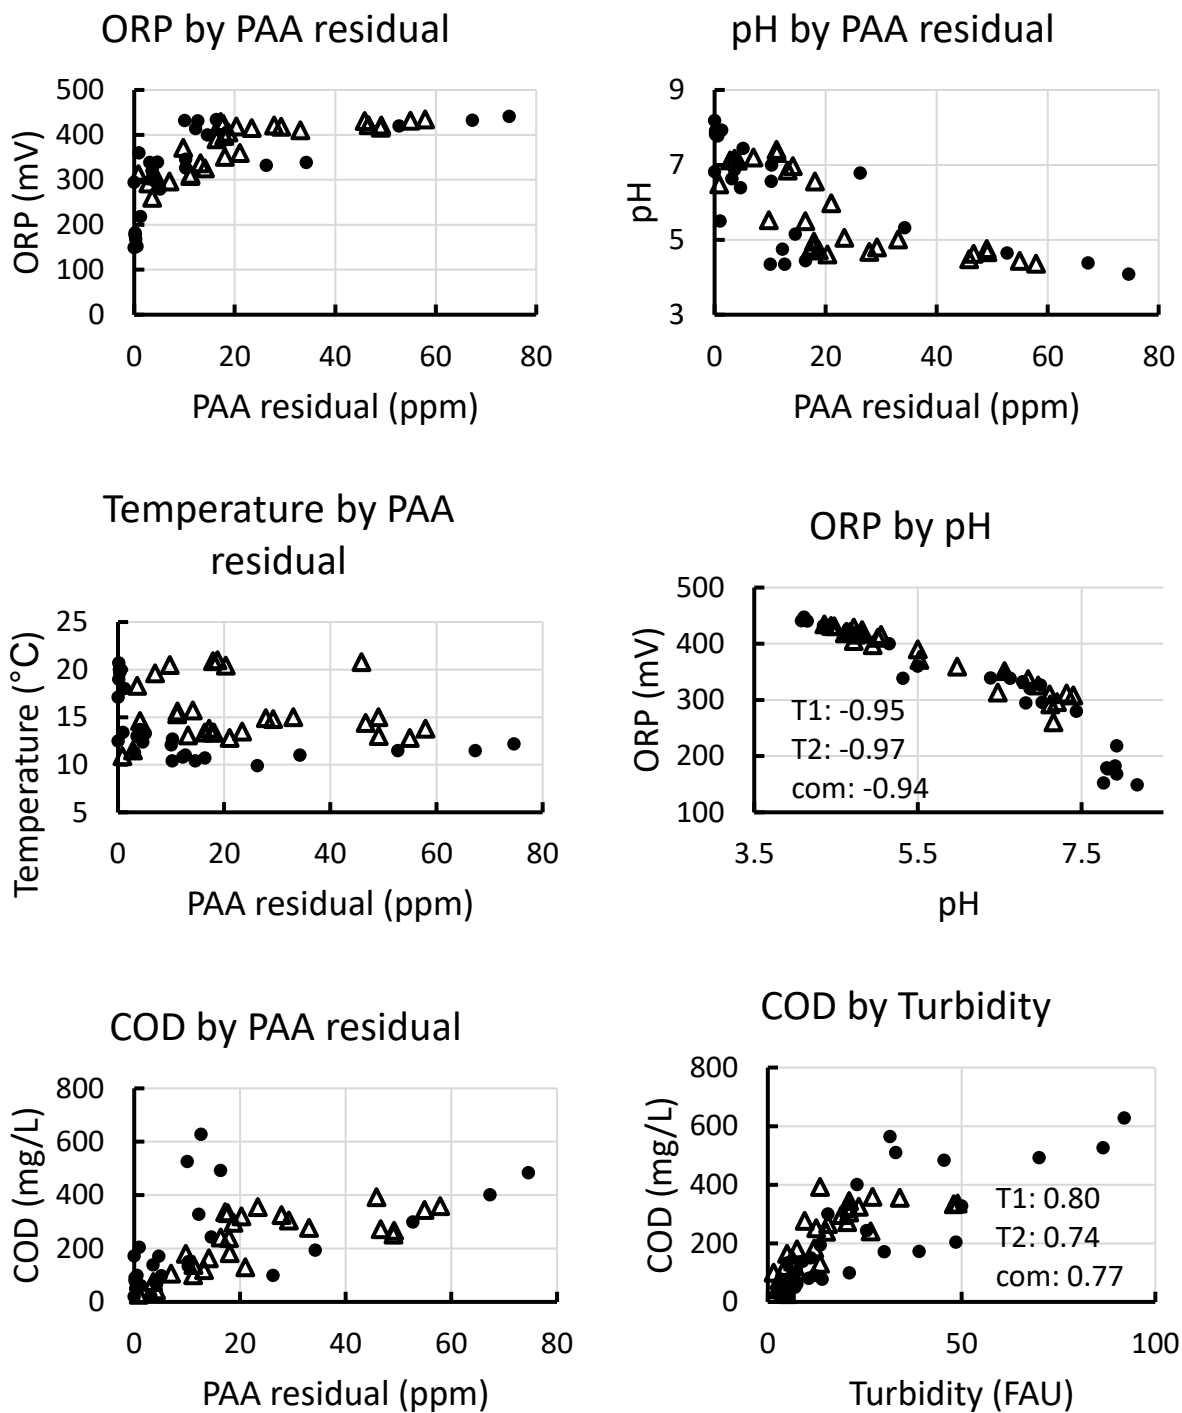 ORP by PAA residual
ORP (mV)
500
400
300
200
100
0
0 20 40 60 80
PAA residual (ppm)
pH by PAA residual
pH
9
7
5
3
0 20 40 60 80
PAA residual (ppm)
Temperature by PAA
residual
Temperature (°C)
25
20
15
10
5
0 20 40 60 80
PAA residual (ppm)
ORP by pH
ORP (mV)
500
400
300
200
100
T1: -0.95
T2: -0.97
com: -0.94
3.5 5.5 7.5
pH
COD by PAA residual
COD (mg/L)
800
600
400
200
0
0 20 40 60 80
PAA residual (ppm)
COD by Turbidity
COD (mg/L)
800
600
400
200
0
T1: 0.80
T2: 0.74
com: 0.77
0 50 100
Turbidity (FAU)